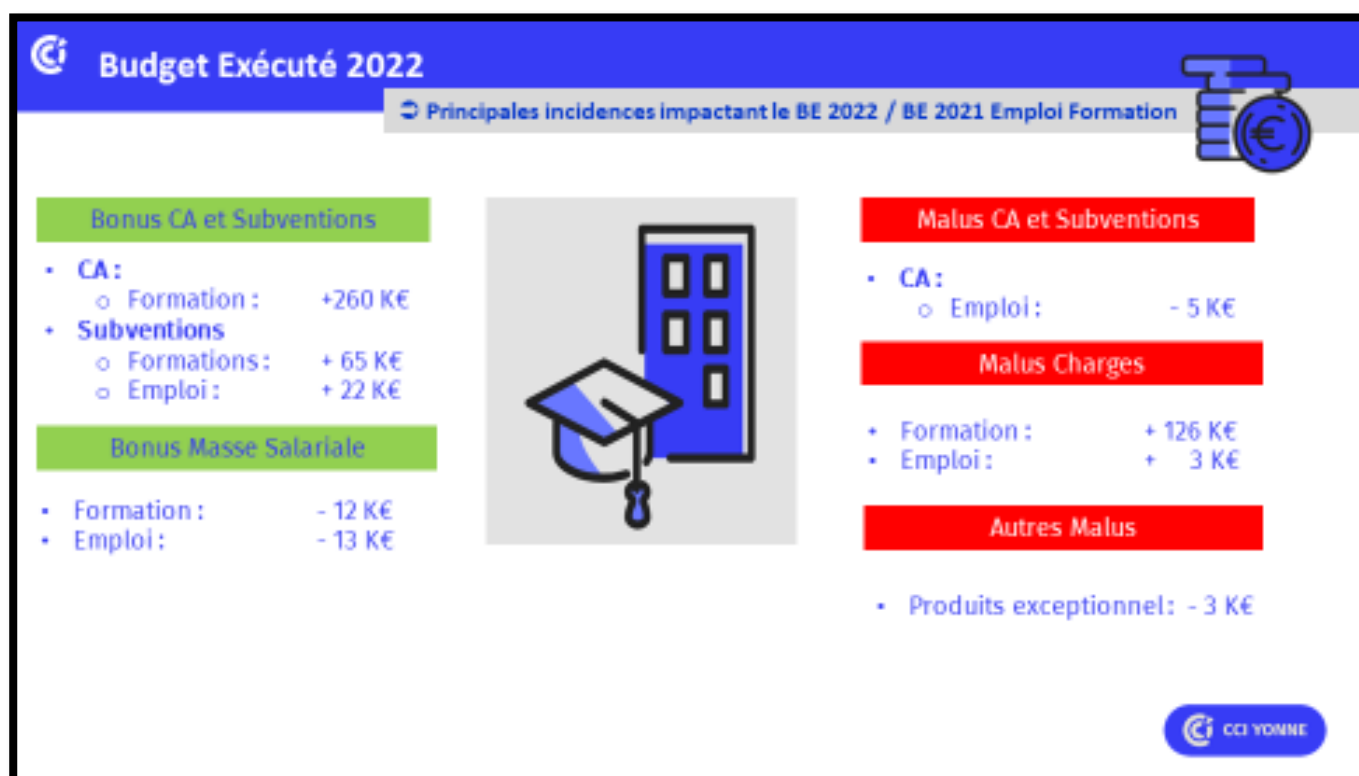 CCi
Budget Exécuté 2022
➲ Principales incidences impactant le BE 2022 / BE 2021 Emploi Formation
€
Bonus CA et Subventions
• CA :
o Formation : +260 K€
• Subventions
o Formations : + 65 K€
o Emploi : + 22 K€
Bonus Masse Salariale
• Formation : - 12 K€
• Emploi : - 13 K€
Malus CA et Subventions
• CA :
o Emploi : - 5 K€
Malus Charges
• Formation : + 126 K€
• Emploi : + 3 K€
Autres Malus
• Produits exceptionnel : - 3 K€
CCi CCI YONNE